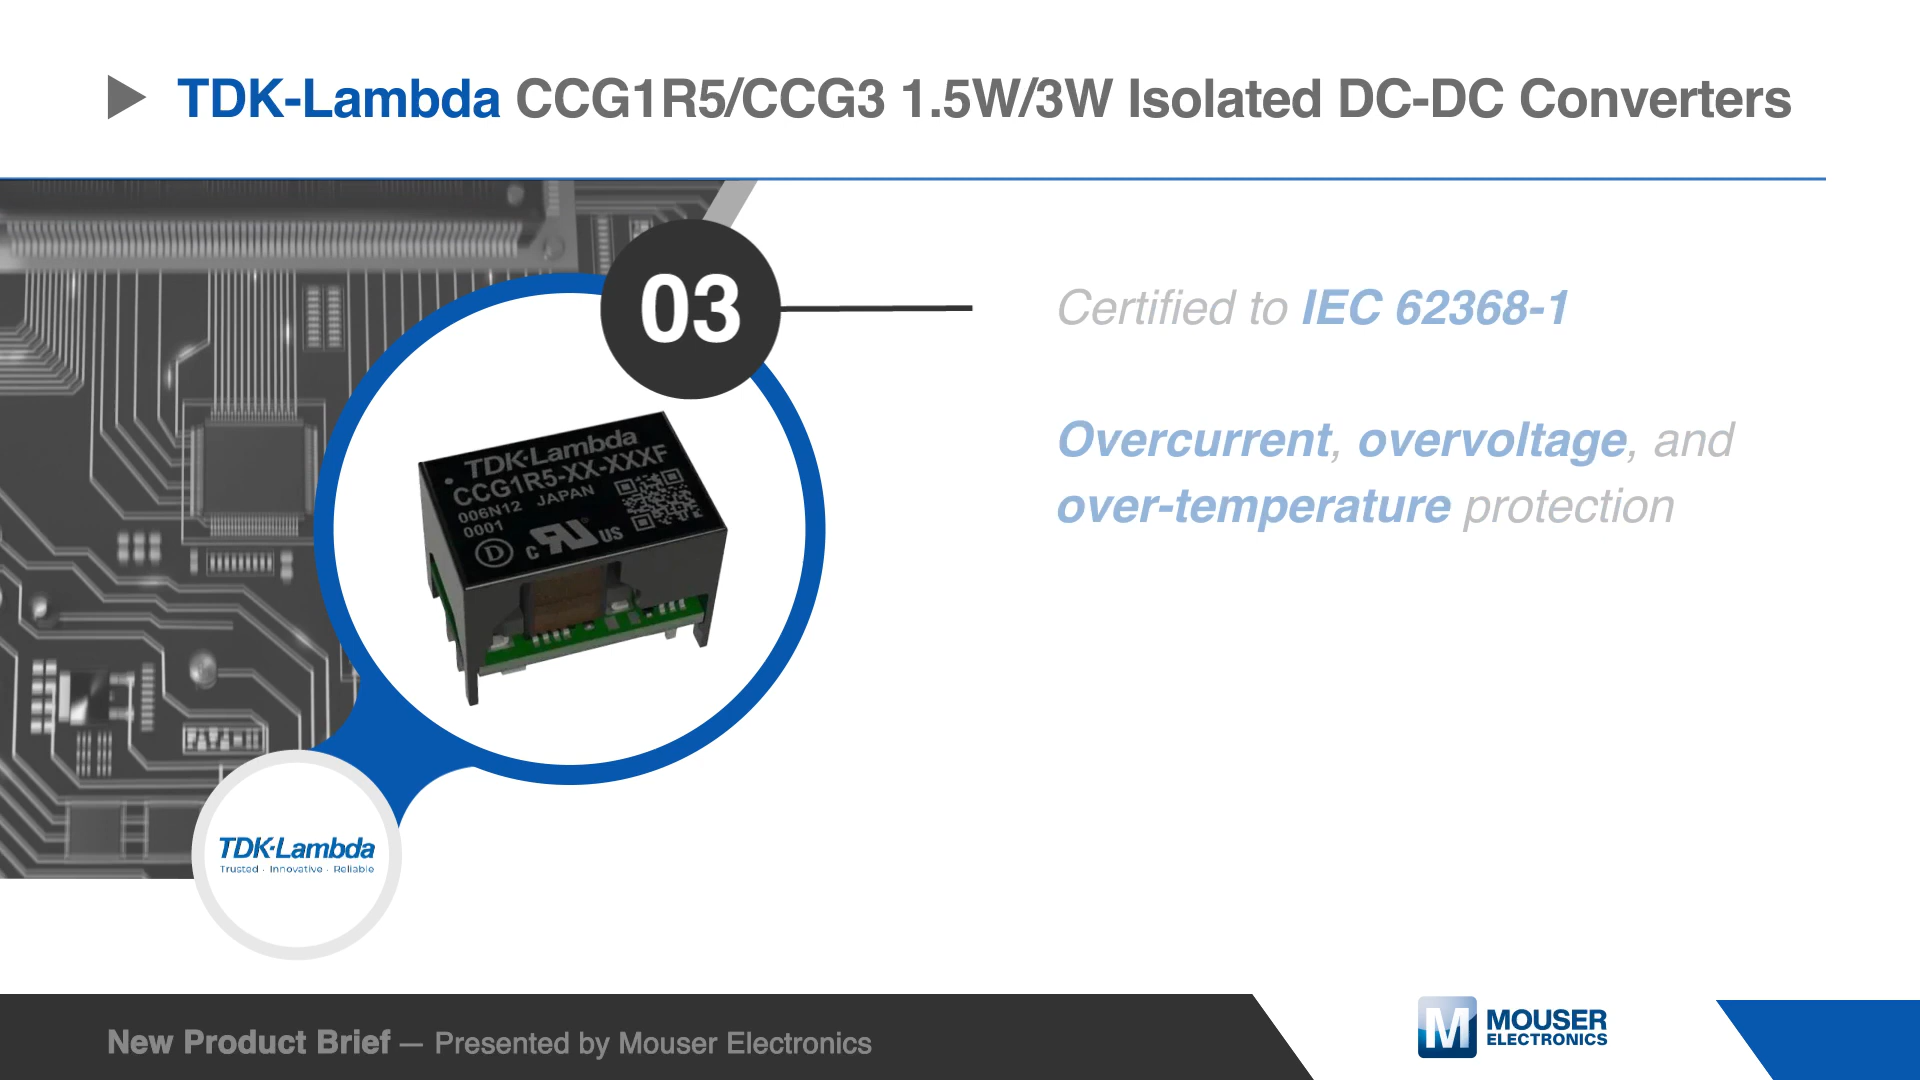 TDK-Lambda CCG1R5/CCG3 1.5W/3W Isolated DC-DC Converters
03
Certified to IEC 62368-1
Overcurrent, overvoltage, and
over-temperature protection
TDK·Lambda
CCG1R5-XX-XXXF
006N12 JAPAN
0001
D C RU US
TDK·Lambda
Trusted · Innovative · Reliable
New Product Brief — Presented by Mouser Electronics
M MOUSER
ELECTRONICS